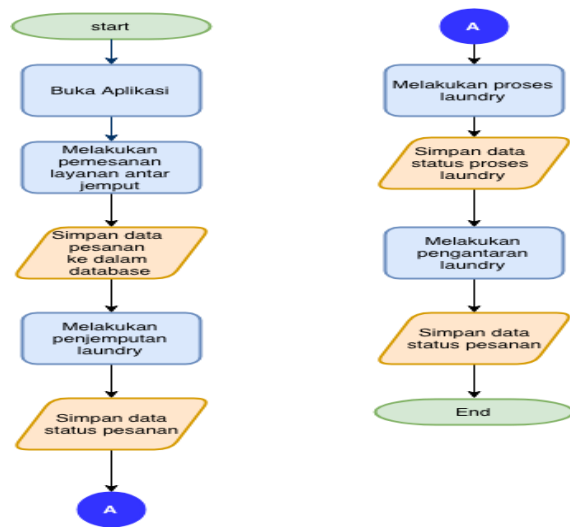 start
Buka Aplikasi
Melakukan
pemesanan
layanan antar
jemput
Simpan data
pesanan
ke dalam
database
Melakukan
penjemputan
laundry
Simpan data
status pesanan
A
A
Melakukan proses
laundry
Simpan data
status proses
laundry
Melakukan
pengantaran
laundry
Simpan data
status pesanan
End